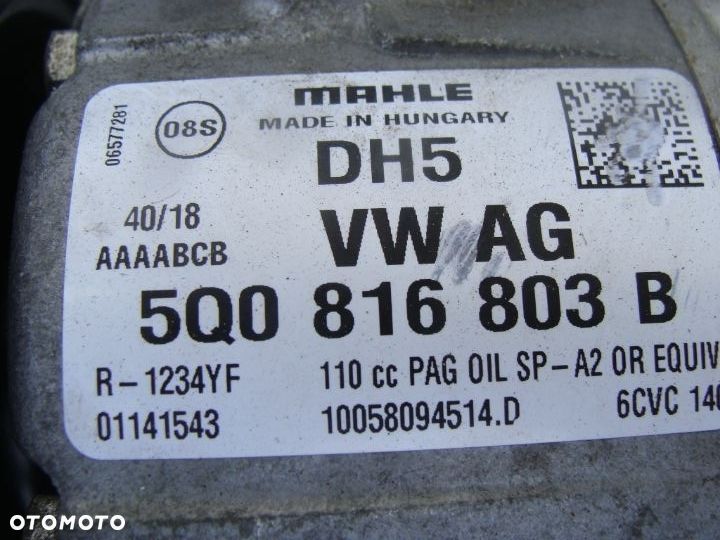 MAHLE
MADE IN HUNGARY
06577281
08S
DH5
40/18
VW AG
AAAABCB
5Q0 816 803 B
R-1234YF
110 cc PAG OIL SP-A2 OR EQUIV
01141543
10058094514.D
6CVC
OTOMOTO